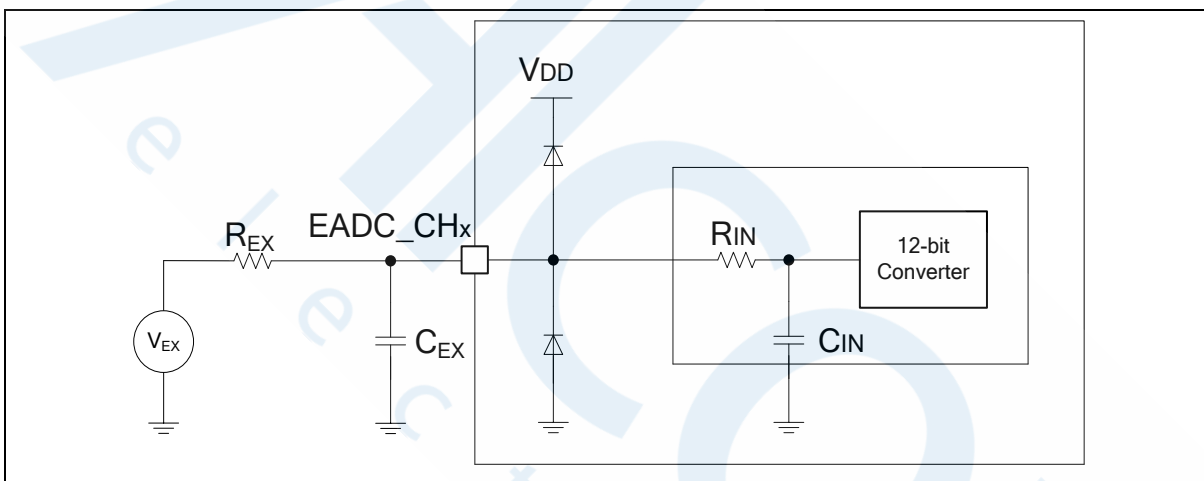 VDD
REX
EADC_CHx
RIN
12-bit
Converter
VEX
CEX
CIN